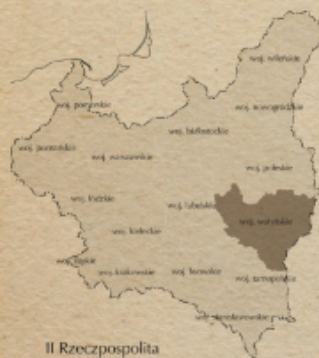 woj. wileńskie
woj. nowogródzkie
woj. pomorskie
woj. białostockie
woj. poznańskie
woj. warszawskie
woj. poleskie
woj. łódzkie
woj. lubelskie
woj. wołyńskie
woj. kieleckie
woj. śląskie
woj. krakowskie
woj. lwowskie
woj. tarnopolskie
woj. stanisławowskie
II Rzeczpospolita